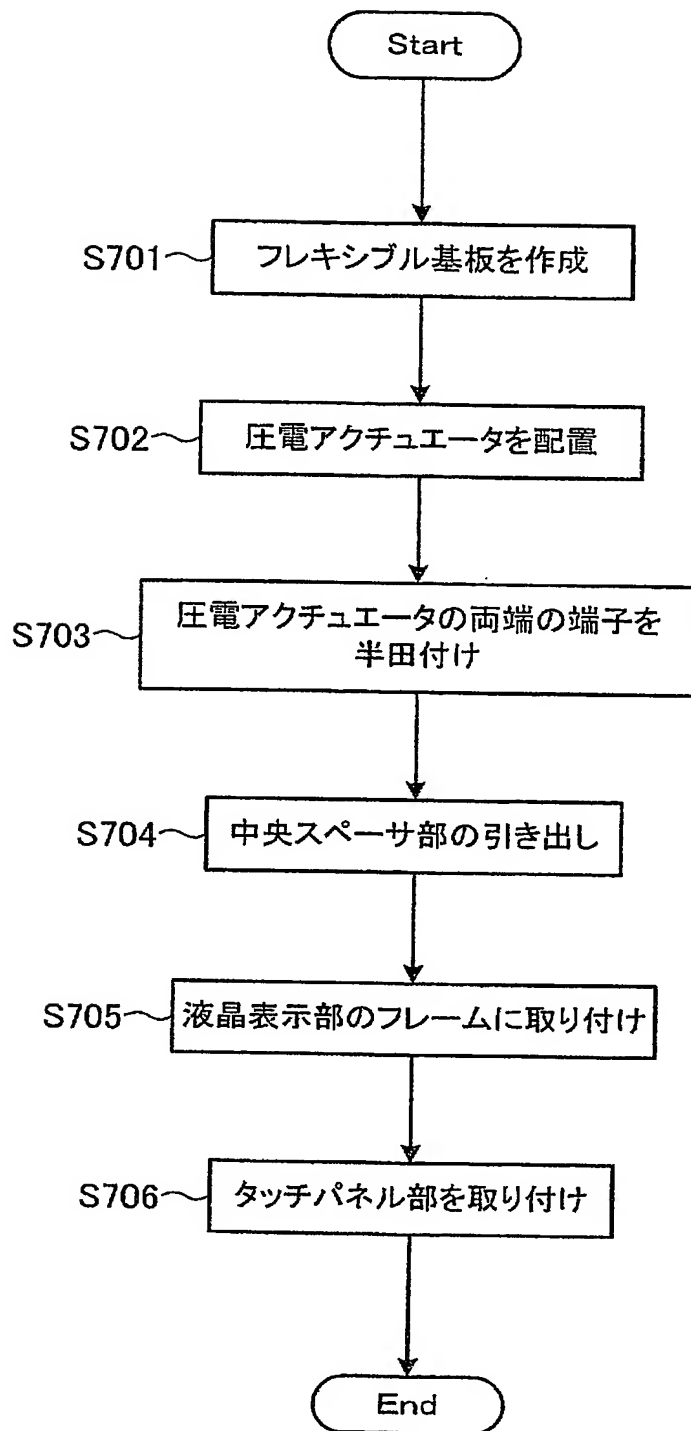 Start
S701 フレキシブル基板を作成
S702 圧電アクチュエータを配置
S703 圧電アクチュエータの両端の端子を
半田付け
S704 中央スペーサ部の引き出し
S705 液晶表示部のフレームに取り付け
S706 タッチパネル部を取り付け
End